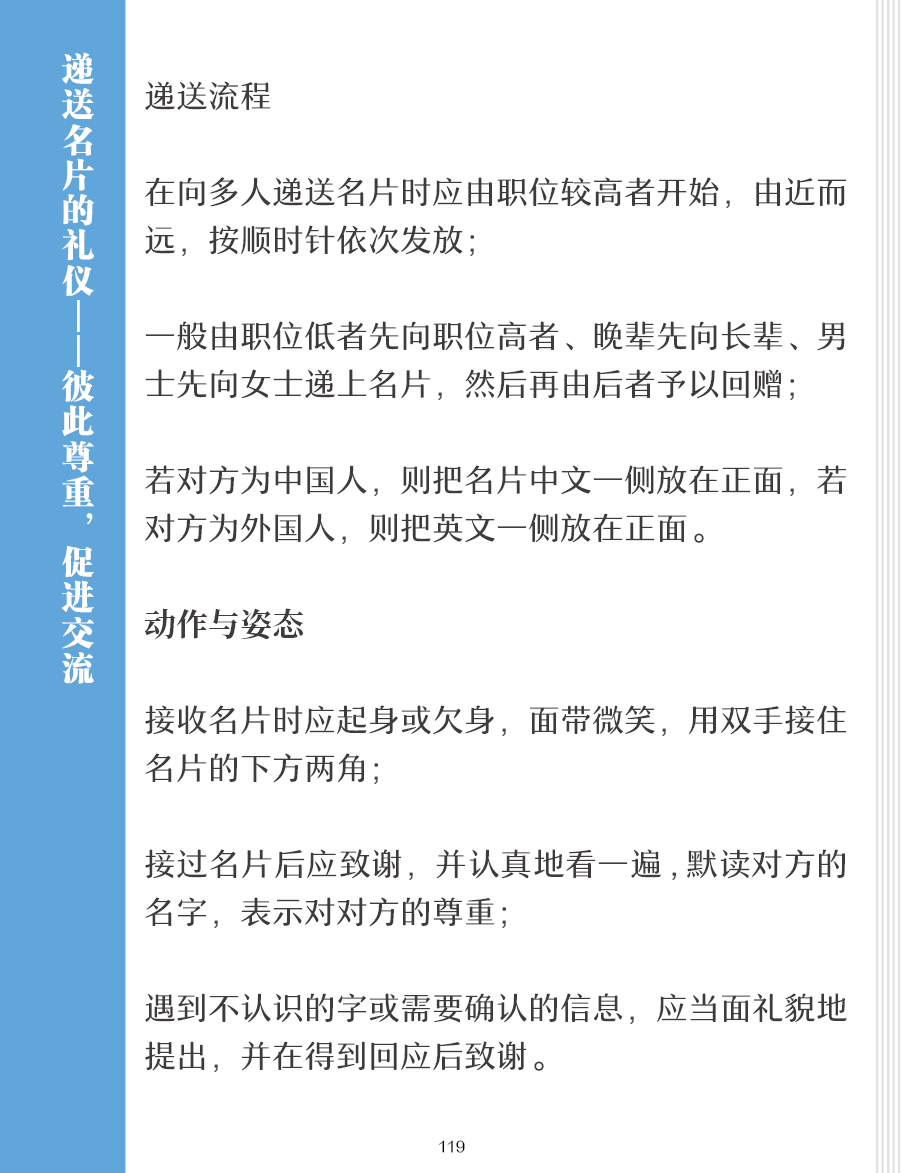 递送名片的礼仪——彼此尊重，促进交流
递送流程
在向多人递送名片时应由职位较高者开始，由近而
远，按顺时针依次发放；
一般由职位低者先向职位高者、晚辈先向长辈、男
士先向女士递上名片，然后再由后者予以回赠；
若对方为中国人，则把名片中文一侧放在正面，若
对方为外国人，则把英文一侧放在正面。
动作与姿态
接收名片时应起身或欠身，面带微笑，用双手接住
名片的下方两角；
接过名片后应致谢，并认真地看一遍,默读对方的
名字，表示对对方的尊重；
遇到不认识的字或需要确认的信息，应当面礼貌地
提出，并在得到回应后致谢。
119